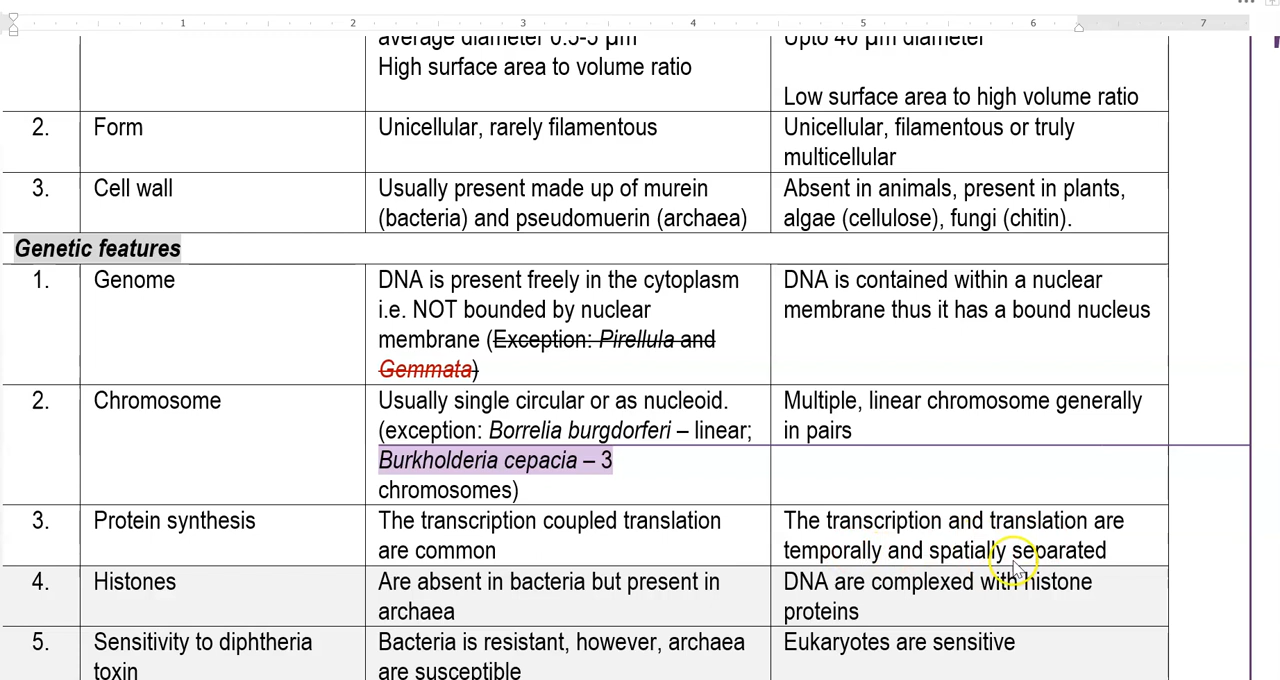 1 2 3 4 5 6 7
average diameter 0.5-5 µm
High surface area to volume ratio
Upto 40 µm diameter
Low surface area to high volume ratio
2. Form
Unicellular, rarely filamentous
Unicellular, filamentous or truly
multicellular
3. Cell wall
Usually present made up of murein
(bacteria) and pseudomuerin (archaea)
Absent in animals, present in plants,
algae (cellulose), fungi (chitin).
Genetic features
1. Genome
DNA is present freely in the cytoplasm
i.e. NOT bounded by nuclear
membrane (Exception: Pirellula and
Gemmata)
DNA is contained within a nuclear
membrane thus it has a bound nucleus
2. Chromosome
Usually single circular or as nucleoid.
(exception: Borrelia burgdorferi – linear;
Burkholderia cepacia – 3
chromosomes)
Multiple, linear chromosome generally
in pairs
3. Protein synthesis
The transcription coupled translation
are common
The transcription and translation are
temporally and spatially separated
4. Histones
Are absent in bacteria but present in
archaea
DNA are complexed with histone
proteins
5. Sensitivity to diphtheria
toxin
Bacteria is resistant, however, archaea
are susceptible
Eukaryotes are sensitive